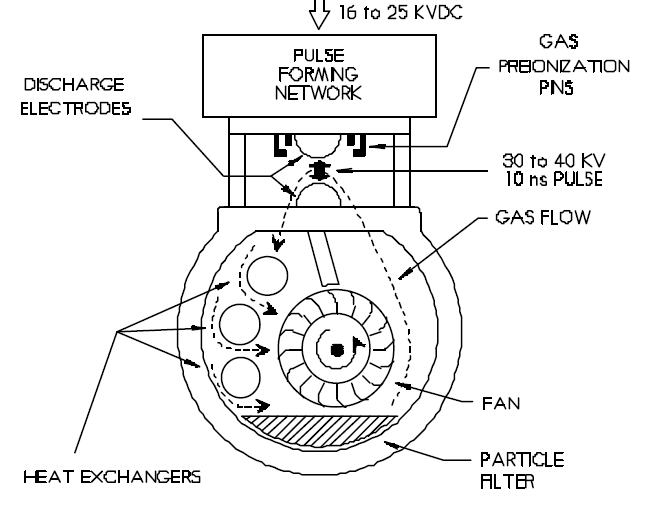 16 to 25 KVDC
PULSE
FORMING
NETWORK
GAS
PREIONIZATION
PINS
DISCHARGE
ELECTRODES
30 to 40 KV
10 ns PULSE
GAS FLOW
FAN
HEAT EXCHANGERS
PARTICLE
FILTER